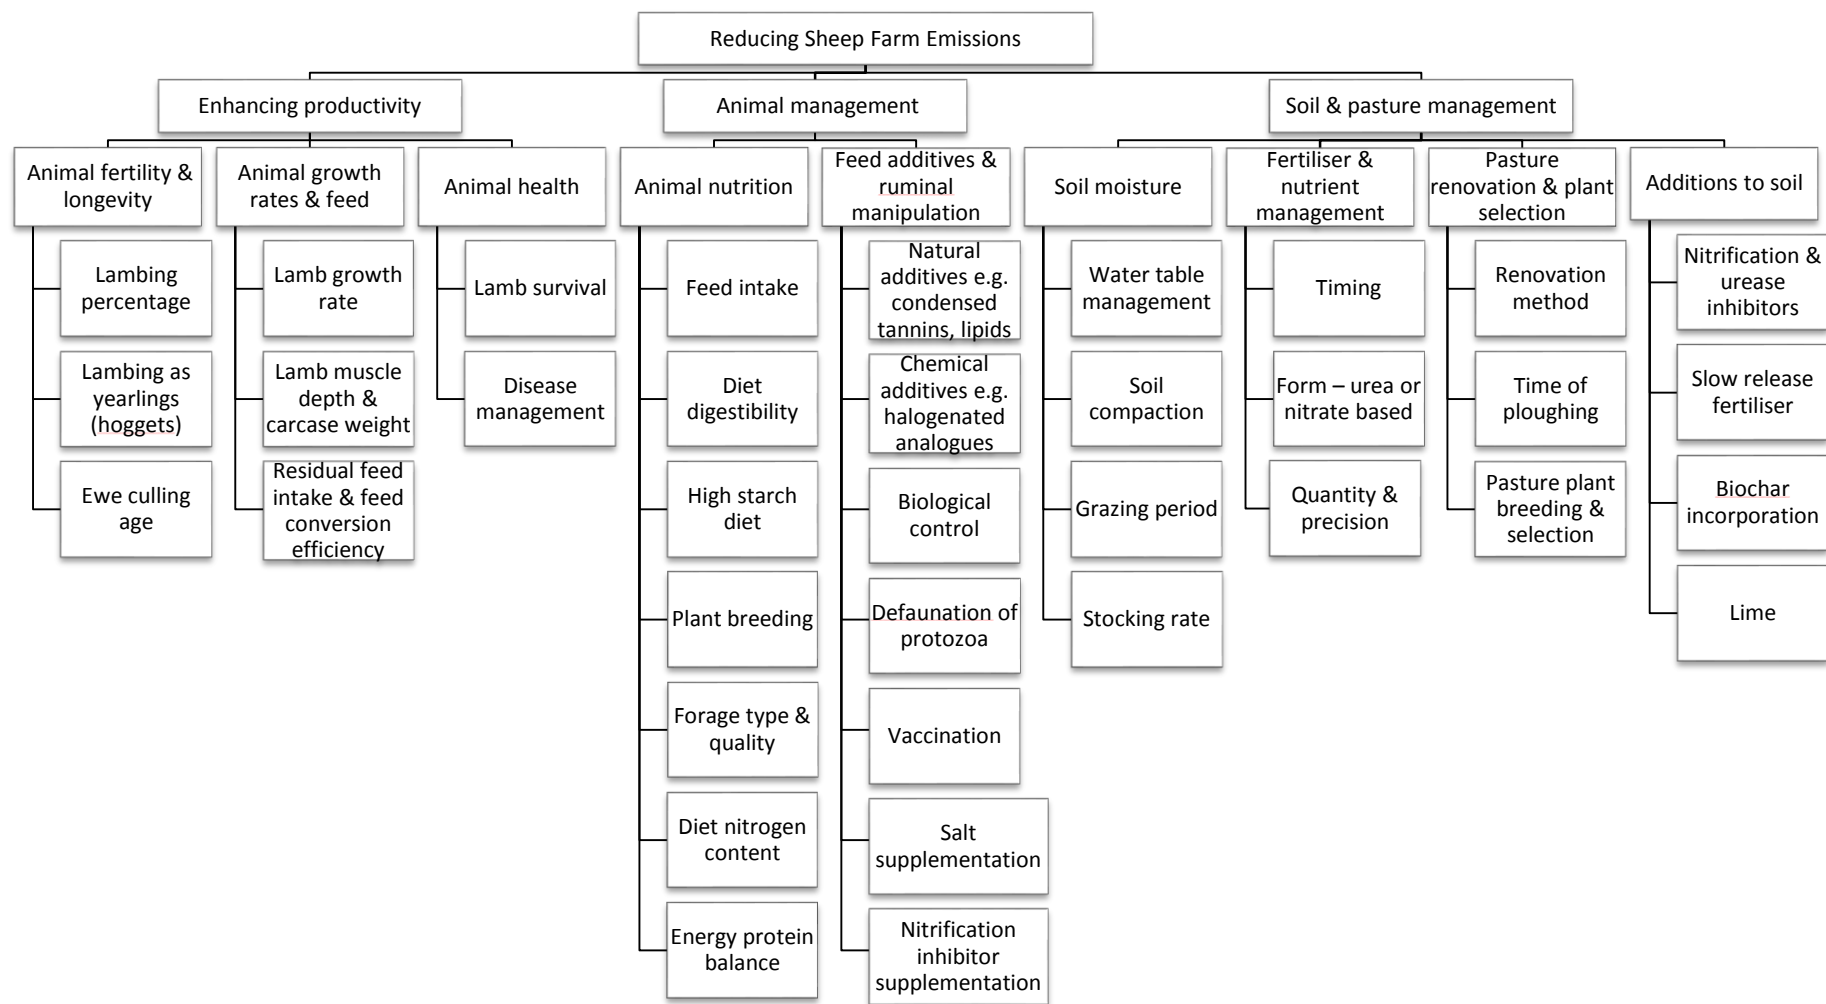 Reducing Sheep Farm Emissions
Enhancing productivity
Animal management
Soil & pasture management
Animal fertility &
longevity
Animal growth
rates & feed
Animal health
Animal nutrition
Feed additives &
ruminal
manipulation
Soil moisture
Fertiliser &
nutrient
management
Pasture
renovation & plant
selection
Additions to soil
Lambing
percentage
Lambing as
yearlings
(hoggets)
Ewe culling
age
Lamb growth
rate
Lamb muscle
depth &
carcase weight
Residual feed
intake & feed
conversion
efficiency
Lamb survival
Disease
management
Feed intake
Diet
digestibility
High starch
diet
Plant breeding
Forage type &
quality
Diet nitrogen
content
Energy protein
balance
Natural
additives e.g.
condensed
tannins, lipids
Chemical
additives e.g.
halogenated
analogues
Biological
control
Defaunation of
protozoa
Vaccination
Salt
supplementation
Nitrification
inhibitor
supplementation
Water table
management
Soil
compaction
Grazing period
Stocking rate
Timing
Form – urea or
nitrate based
Quantity &
precision
Renovation
method
Time of
ploughing
Pasture plant
breeding &
selection
Nitrification &
urease
inhibitors
Slow release
fertiliser
Biochar
incorporation
Lime